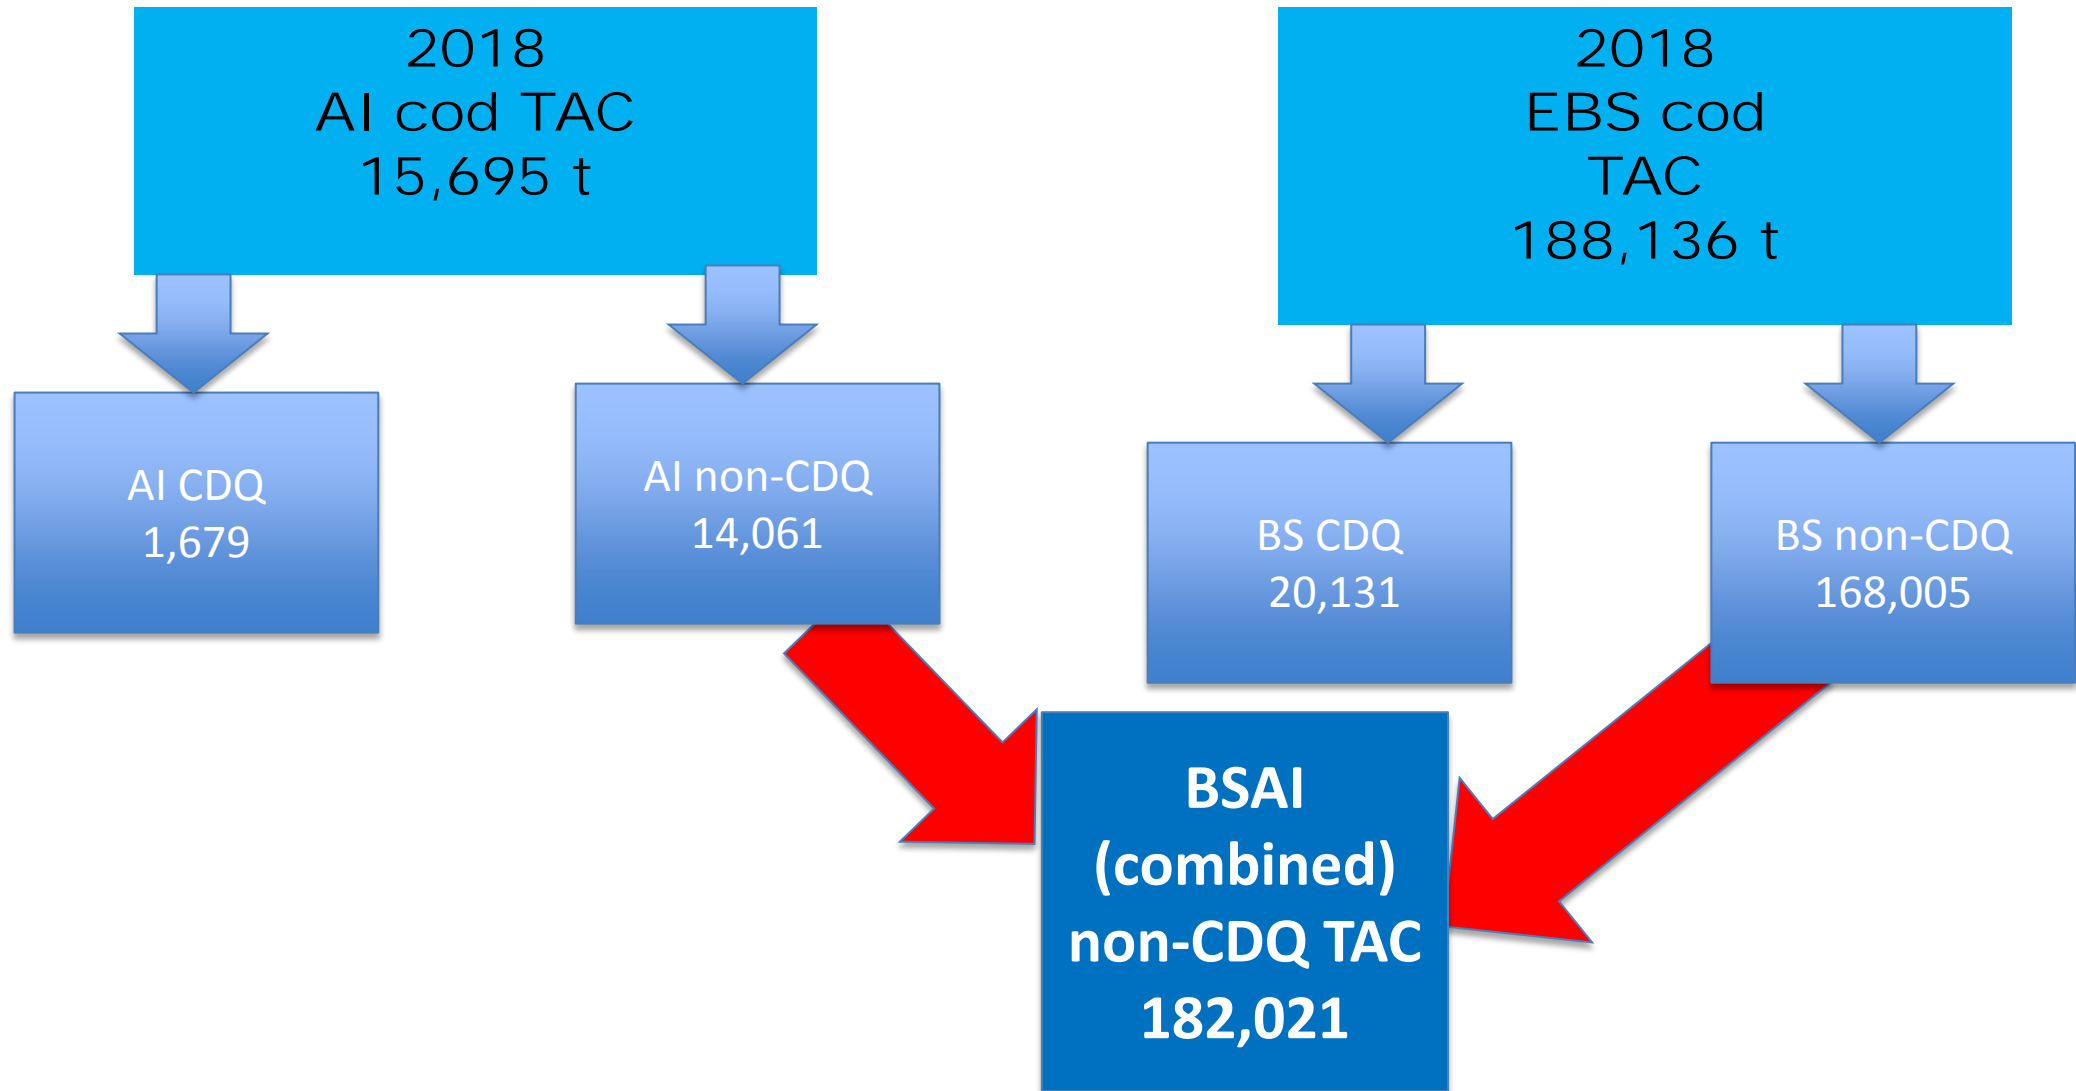 2018
AI cod TAC
15,695 t
2018
EBS cod
TAC
188,136 t
AI CDQ
1,679
AI non-CDQ
14,061
BS CDQ
20,131
BS non-CDQ
168,005
BSAI
(combined)
non-CDQ TAC
182,021